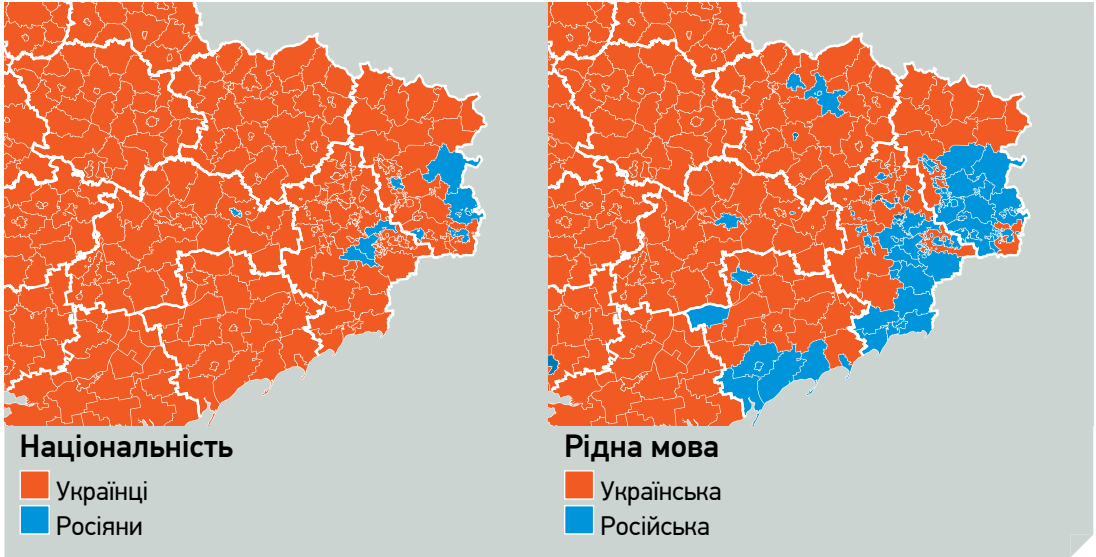 Національність
Українці
Росіяни
Рідна мова
Українська
Російська